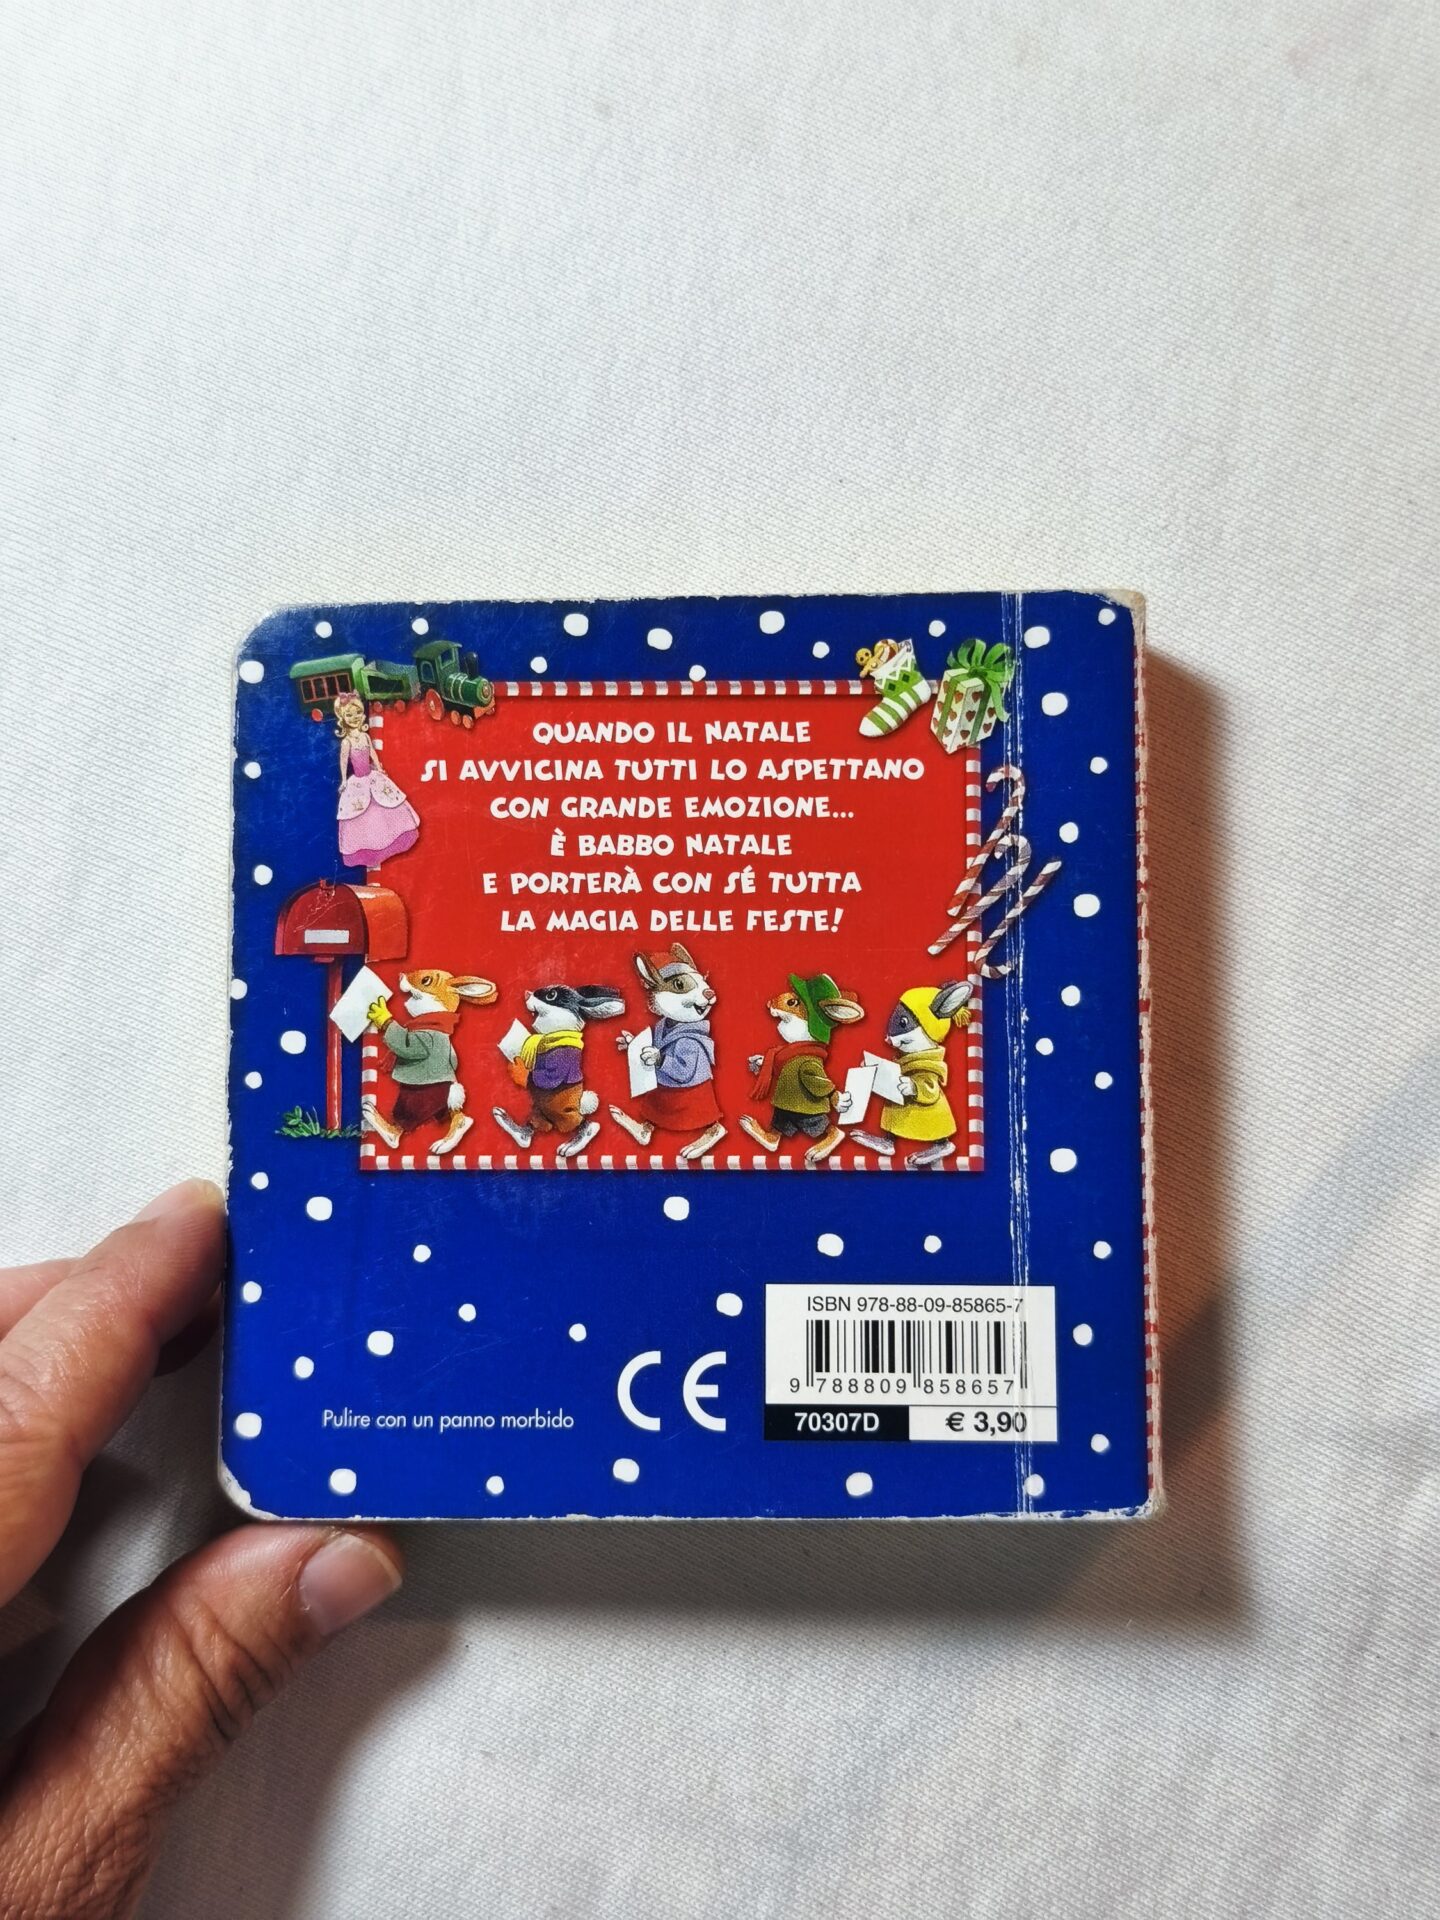 QUANDO IL NATALE
SI AVVICINA TUTTI LO ASPETTANO
CON GRANDE EMOZIONE...
È BABBO NATALE
E PORTERÀ CON SÉ TUTTA
LA MAGIA DELLE FESTE!
ISBN 978-88-09-85865-7
9 788809 858657
Pulire con un panno morbido
CE
70307D
€ 3,90